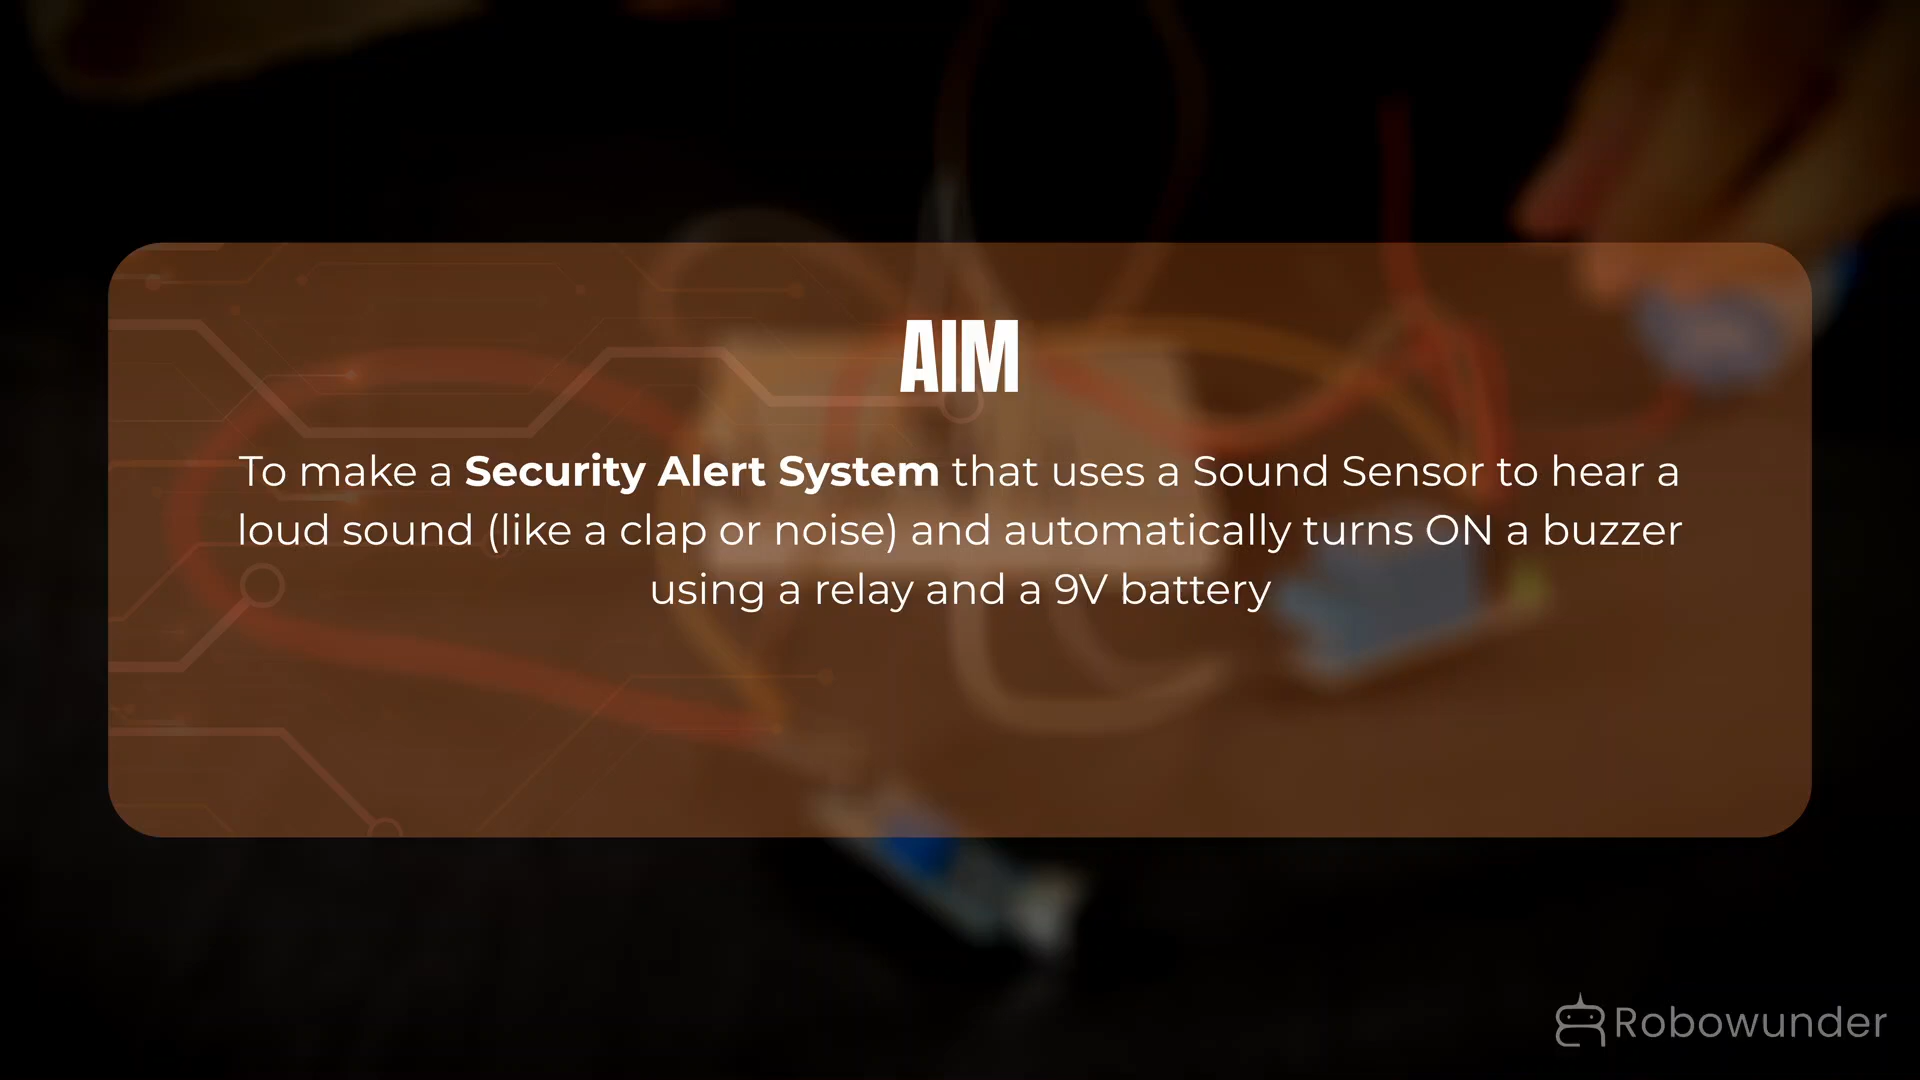 AIM
To make a Security Alert System that uses a Sound Sensor to hear a
loud sound (like a clap or noise) and automatically turns ON a buzzer
using a relay and a 9V battery
Robowunder